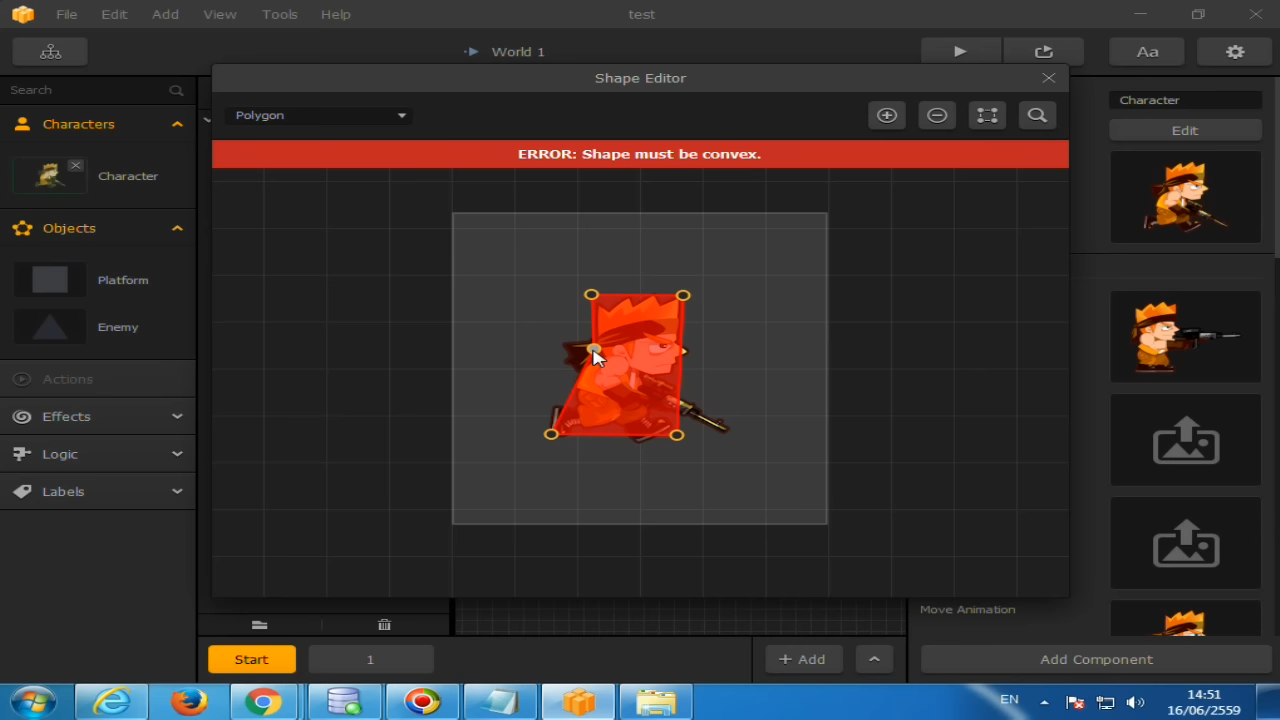 File Edit Add View Tools Help test
World 1
Aa
Search
Characters
Character
Objects
Platform
Enemy
Actions
Effects
Logic
Labels
Shape Editor
Polygon
ERROR: Shape must be convex.
Character
Edit
Move Animation
Start
1
+ Add
Add Component
EN
14:51
16/06/2559